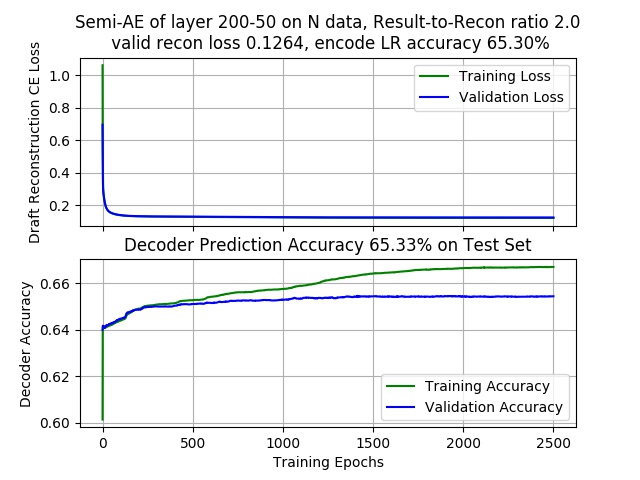 Semi-AE of layer 200-50 on N data, Result-to-Recon ratio 2.0
valid recon loss 0.1264, encode LR accuracy 65.30%
Draft Reconstruction CE Loss
1.0
0.8
0.6
0.4
0.2
Training Loss
Validation Loss
Decoder Prediction Accuracy 65.33% on Test Set
Decoder Accuracy
0.66
0.64
0.62
0.60
Training Accuracy
Validation Accuracy
0 500 1000 1500 2000 2500
Training Epochs